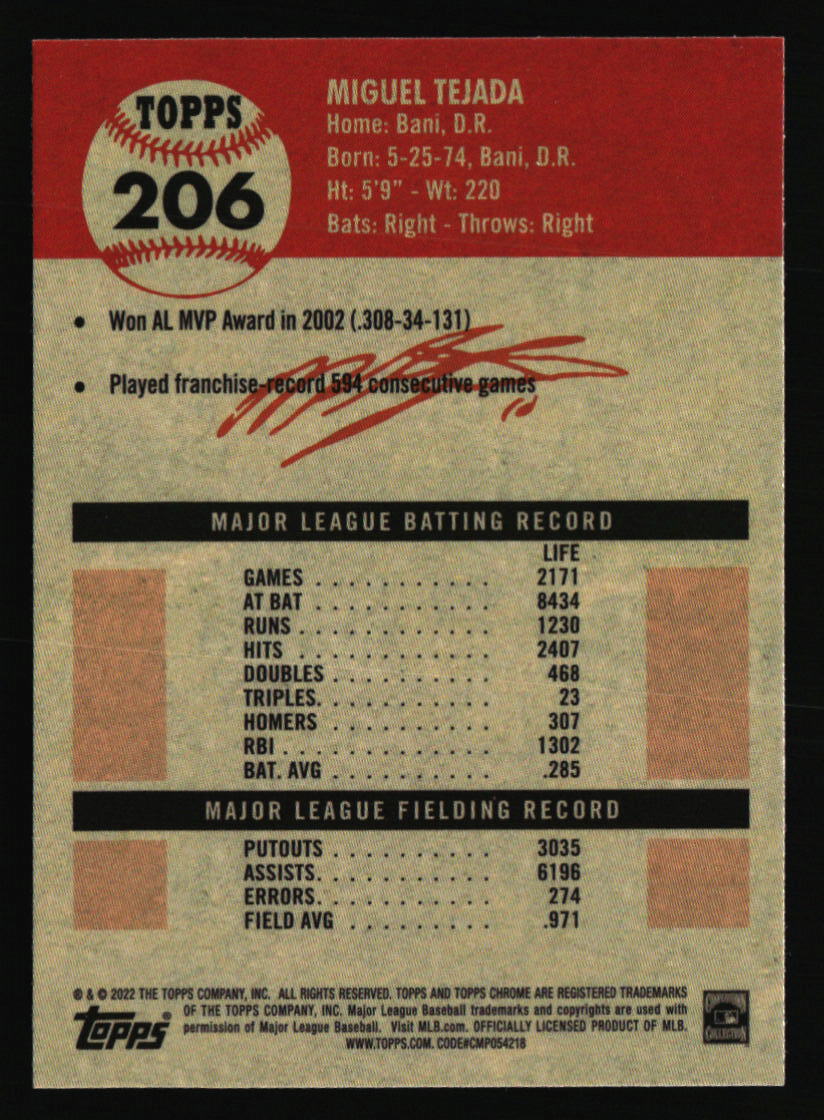 TOPPS
206
MIGUEL TEJADA
Home: Bani, D.R.
Born: 5-25-74, Bani, D.R.
Ht: 5'9" - Wt: 220
Bats: Right - Throws: Right
• Won AL MVP Award in 2002 (.308-34-131)
• Played franchise-record 594 consecutive games
MAJOR LEAGUE BATTING RECORD
LIFE
GAMES . . . . . . . . . . . 2171
AT BAT . . . . . . . . . . . 8434
RUNS . . . . . . . . . . . . 1230
HITS . . . . . . . . . . . 2407
DOUBLES . . . . . . . . . . 468
TRIPLES. . . . . . . . . . . 23
HOMERS . . . . . . . . . . 307
RBI . . . . . . . . . . . . . 1302
BAT. AVG . . . . . . . . . . .285
MAJOR LEAGUE FIELDING RECORD
PUTOUTS . . . . . . . . . . 3035
ASSISTS. . . . . . . . . . . 6196
ERRORS. . . . . . . . . . . 274
FIELD AVG . . . . . . . . . .971
® & © 2022 THE TOPPS COMPANY, INC. ALL RIGHTS RESERVED. TOPPS AND TOPPS CHROME ARE REGISTERED TRADEMARKS
OF THE TOPPS COMPANY, INC. Major League Baseball trademarks and copyrights are used with
permission of Major League Baseball. Visit MLB.com. OFFICIALLY LICENSED PRODUCT OF MLB.
WWW.TOPPS.COM. CODE#CMP054218
Topps®
COOPERSTOWN
COLLECTION